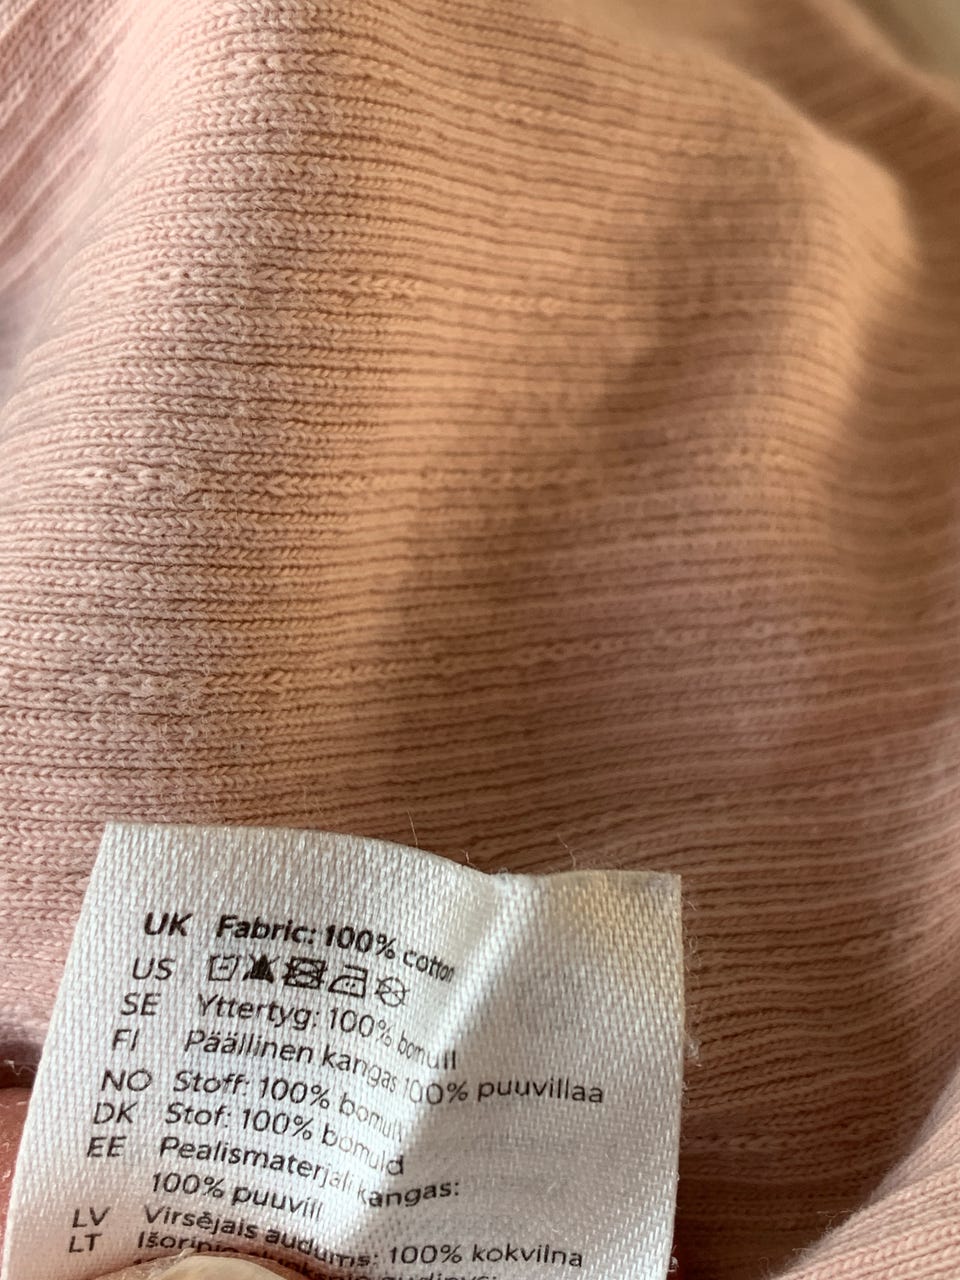 UK Fabric: 100% cotton
US
SE Yttertyg: 100% bomull
FI Päällinen kangas 100% puuvillaa
NO Stoff: 100% bomull
DK Stof: 100% bomuld
EE Pealismaterjali kangas:
100% puuvill
LV Virsējais audums: 100% kokvilna
LT